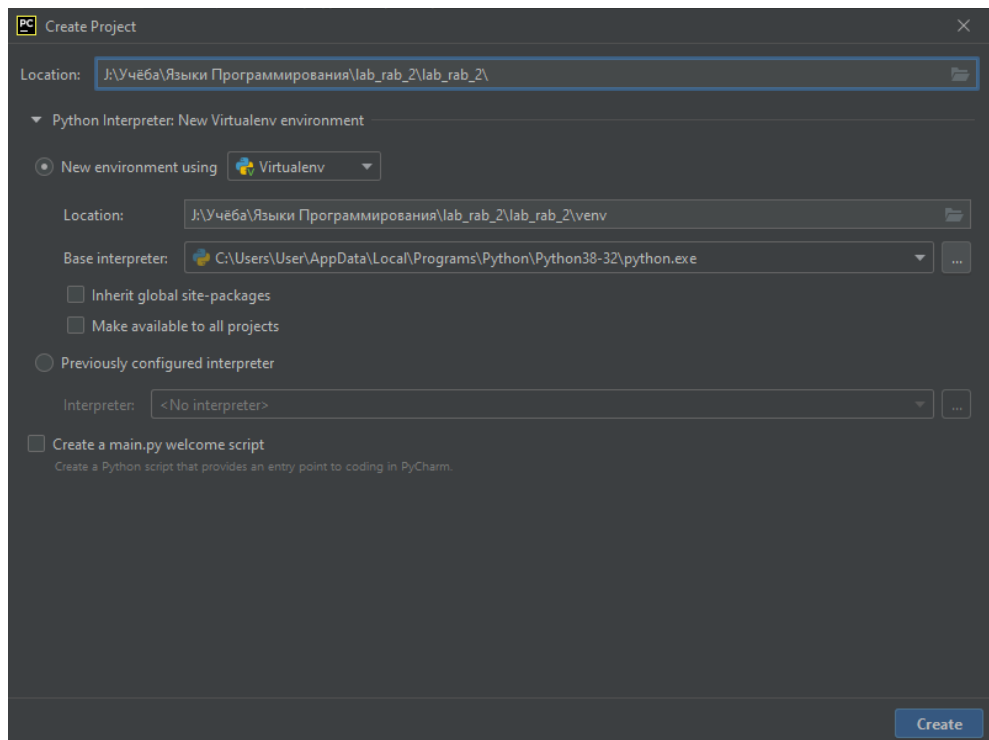 PC Create Project
Location: J:\Учёба\Языки Программирования\lab_rab_2\lab_rab_2\
Python Interpreter: New Virtualenv environment
New environment using Virtualenv
Location: J:\Учёба\Языки Программирования\lab_rab_2\lab_rab_2\venv
Base interpreter: C:\Users\User\AppData\Local\Programs\Python\Python38-32\python.exe ...
Inherit global site-packages
Make available to all projects
Previously configured interpreter
Interpreter: <No interpreter> ...
Create a main.py welcome script
Create a Python script that provides an entry point to coding in PyCharm.
Create